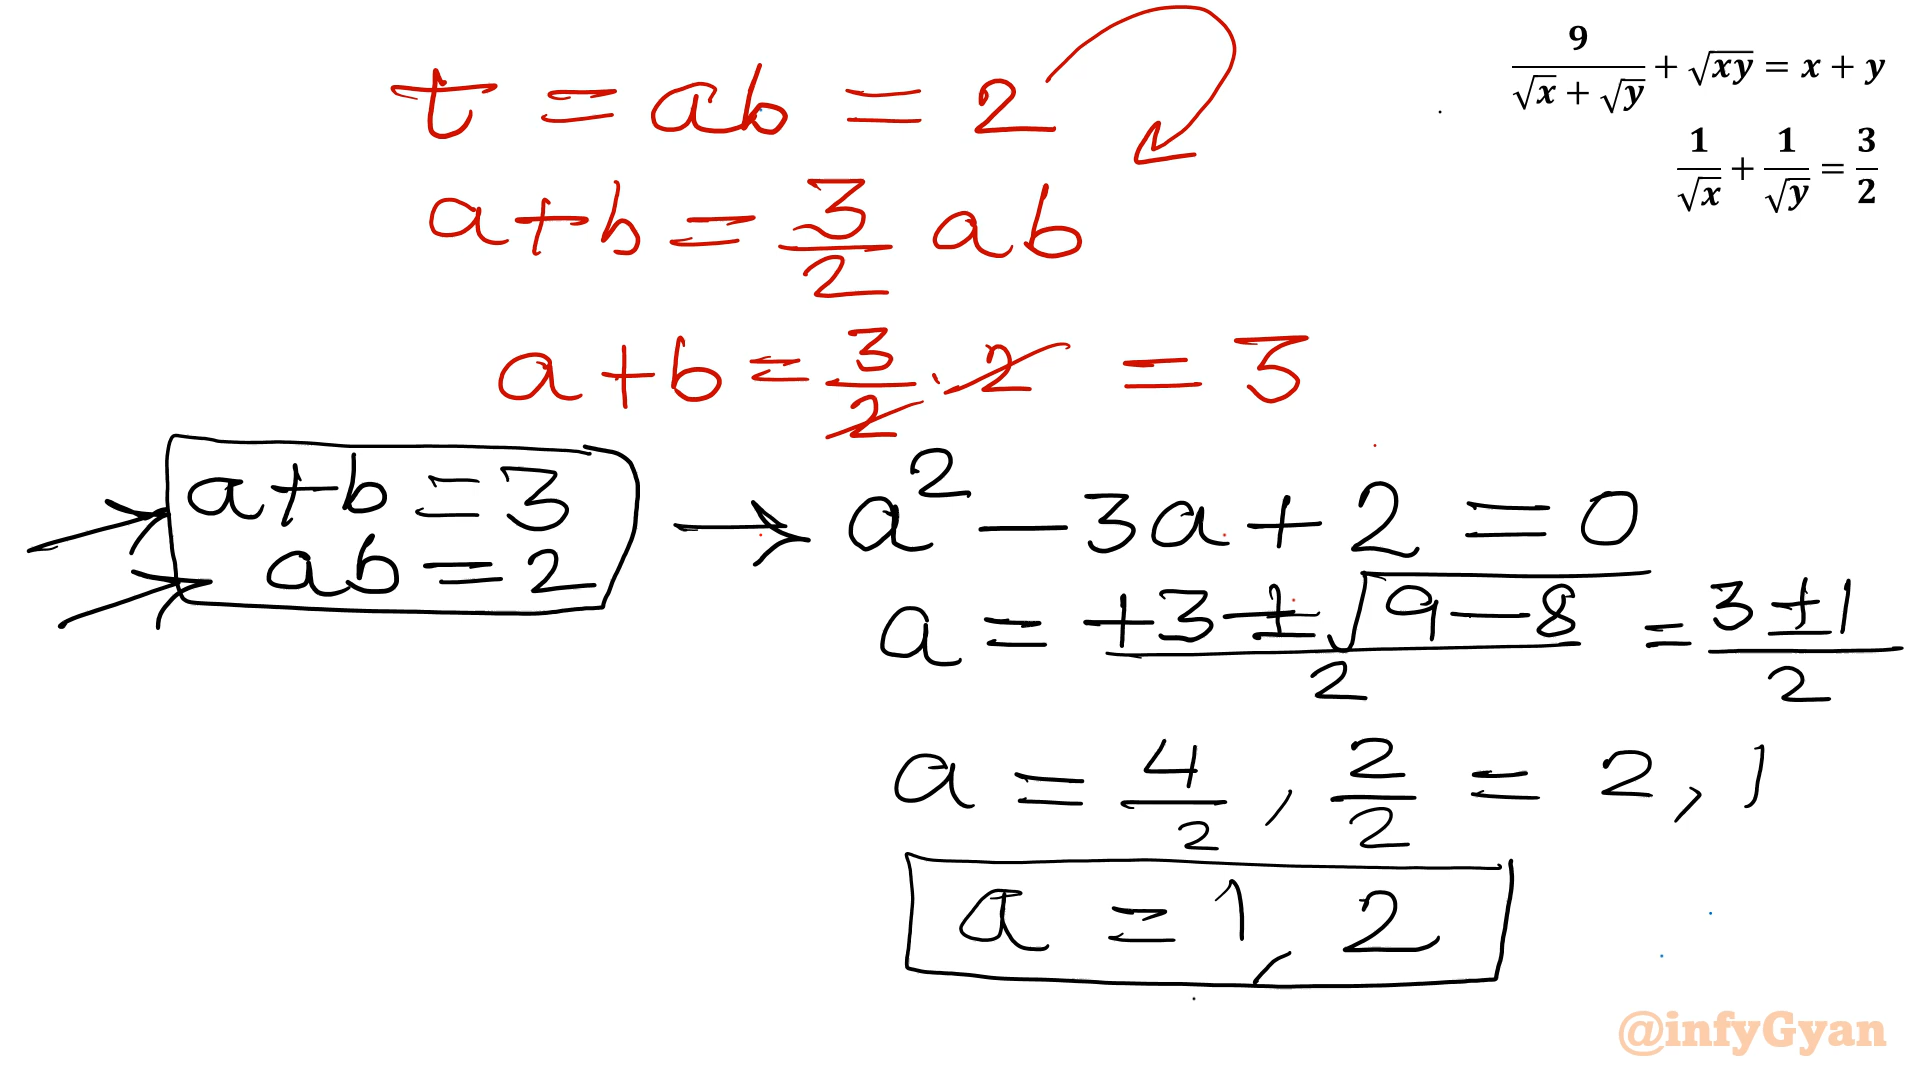 t = ab = 2
9/(√x + √y) + √xy = x + y
1/√x + 1/√y = 3/2
a + b = 3/2 ab
a + b = 3/2 · 2 = 3
a + b = 3
ab = 2
→ a² − 3a + 2 = 0
a = (+3 ± √(9 − 8))/2 = (3 ± 1)/2
a = 4/2 , 2/2 = 2 , 1
a = 1, 2
@infyGyan